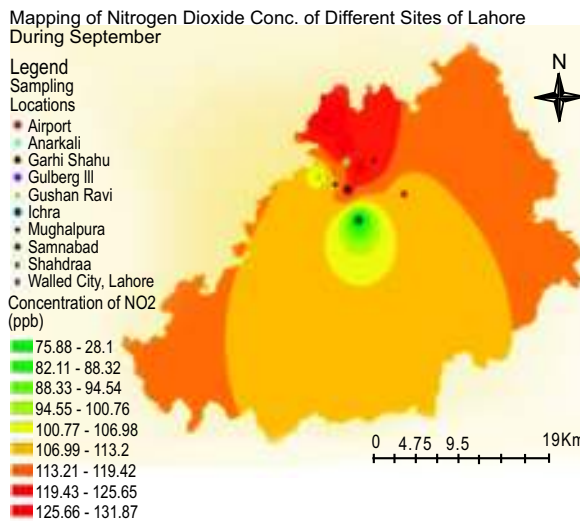 Mapping of Nitrogen Dioxide Conc. of Different Sites of Lahore
During September
Legend
Sampling
Locations
Airport
Anarkali
Garhi Shahu
Gulberg III
Gushan Ravi
Ichra
Mughalpura
Samnabad
Shahdraa
Walled City, Lahore
Concentration of NO2
(ppb)
75.88 - 28.1
82.11 - 88.32
88.33 - 94.54
94.55 - 100.76
100.77 - 106.98
106.99 - 113.2
113.21 - 119.42
119.43 - 125.65
125.66 - 131.87
N
0 4.75 9.5 19Km